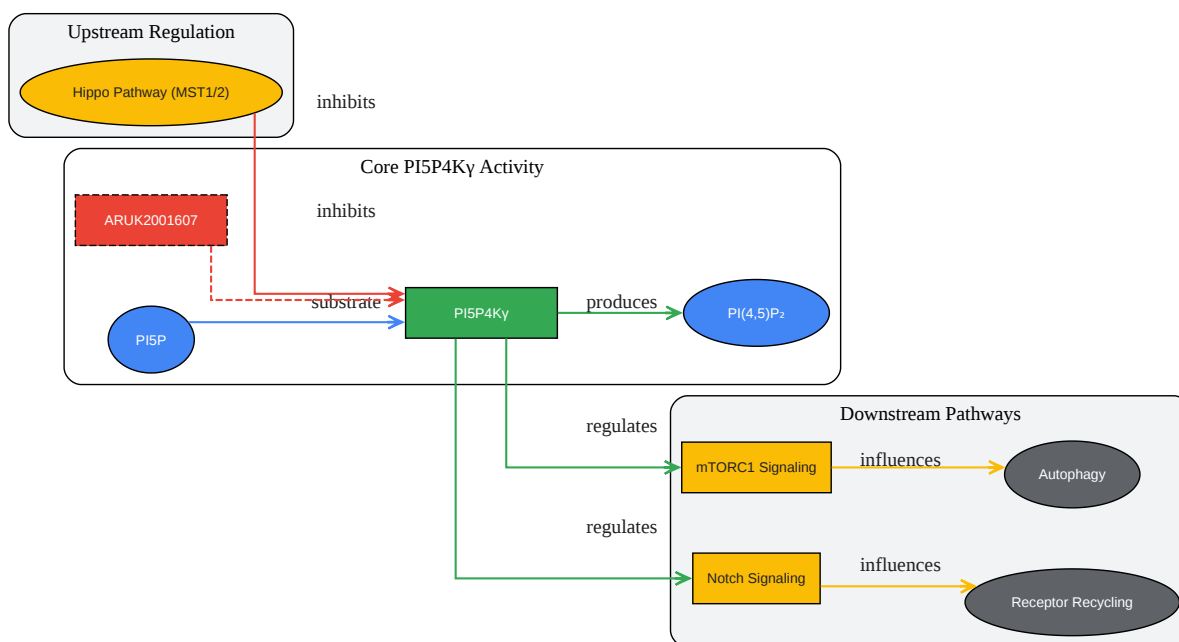 Upstream Regulation
Hippo Pathway (MST1/2)
inhibits
Core PI5P4Kγ Activity
ARUK2001607
inhibits
substrate
PI5P4Kγ
produces
PI(4,5)P₂
PI5P
Downstream Pathways
regulates
mTORC1 Signaling
influences
Autophagy
regulates
Notch Signaling
influences
Receptor Recycling